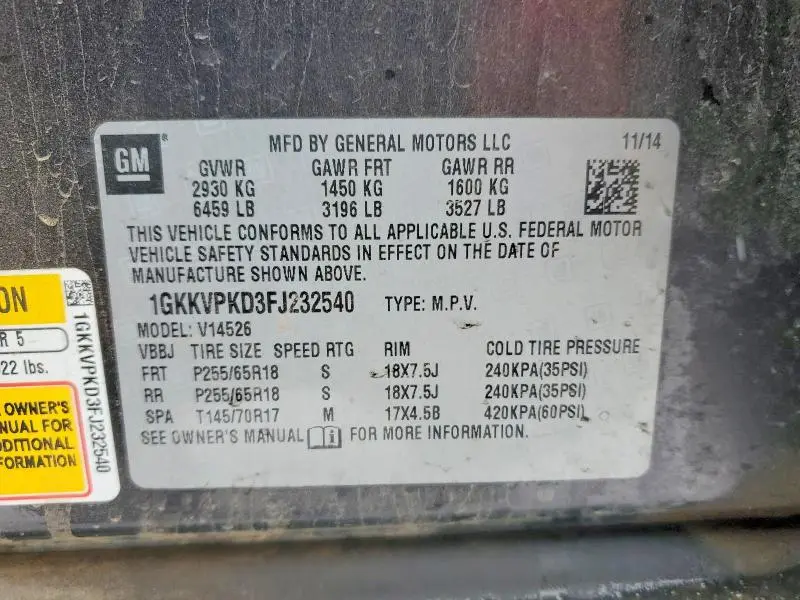 GM
MFD BY GENERAL MOTORS LLC 11/14
GVWR GAWR FRT GAWR RR
2930 KG 1450 KG 1600 KG
6459 LB 3196 LB 3527 LB
THIS VEHICLE CONFORMS TO ALL APPLICABLE U.S. FEDERAL MOTOR
VEHICLE SAFETY STANDARDS IN EFFECT ON THE DATE OF
MANUFACTURE SHOWN ABOVE.
1GKKVPKD3FJ232540 TYPE: M.P.V.
MODEL: V14526
VBBJ TIRE SIZE SPEED RTG RIM COLD TIRE PRESSURE
FRT P255/65R18 S 18X7.5J 240KPA(35PSI)
RR P255/65R18 S 18X7.5J 240KPA(35PSI)
SPA T145/70R17 M 17X4.5B 420KPA(60PSI)
SEE OWNER'S MANUAL i FOR MORE INFORMATION.
ON
R 5
22 lbs.
OWNER'S
NUAL FOR
DDITIONAL
FORMATION
1GKKVPKD3FJ232540